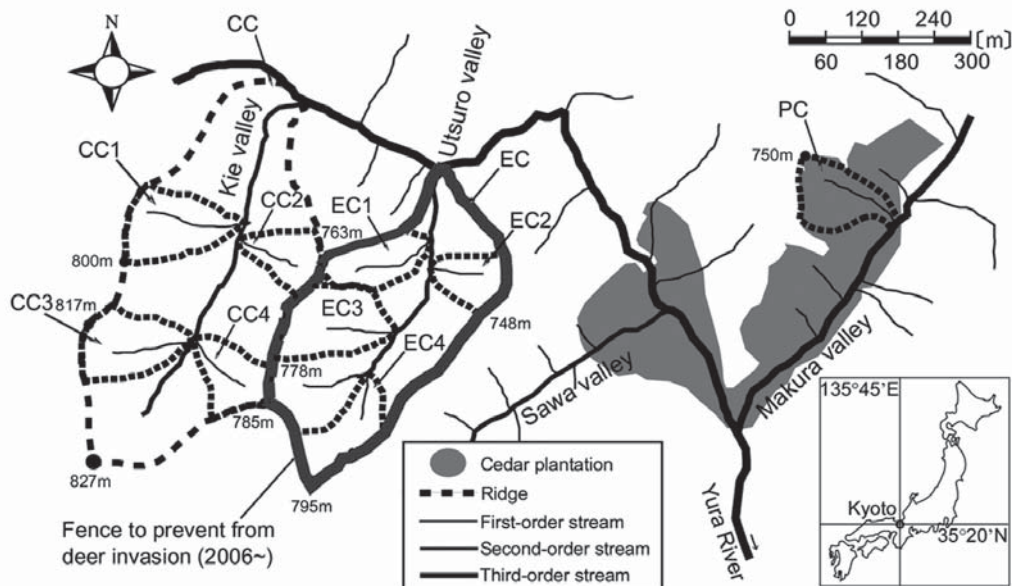 N
CC
Utsuro valley
0 120 240 [m]
60 180 300
PC
Kie valley
CC1
EC
750m
CC2
EC1
EC2
763m
800m
CC3 817m
EC3
CC4
748m
EC4
778m
Sawa valley
Makura valley
785m
135°45'E
827m
795m
Cedar plantation
Ridge
First-order stream
Second-order stream
Third-order stream
Fence to prevent from
deer invasion (2006~)
Yura River
Kyoto
35°20'N